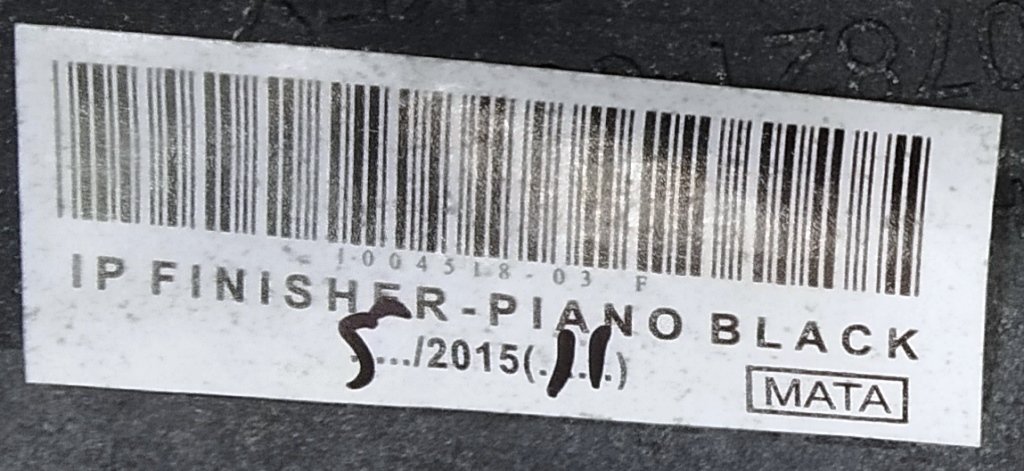 1004518-03 F
IP FINISHER-PIANO BLACK
5..../2015(.11.)
MATA